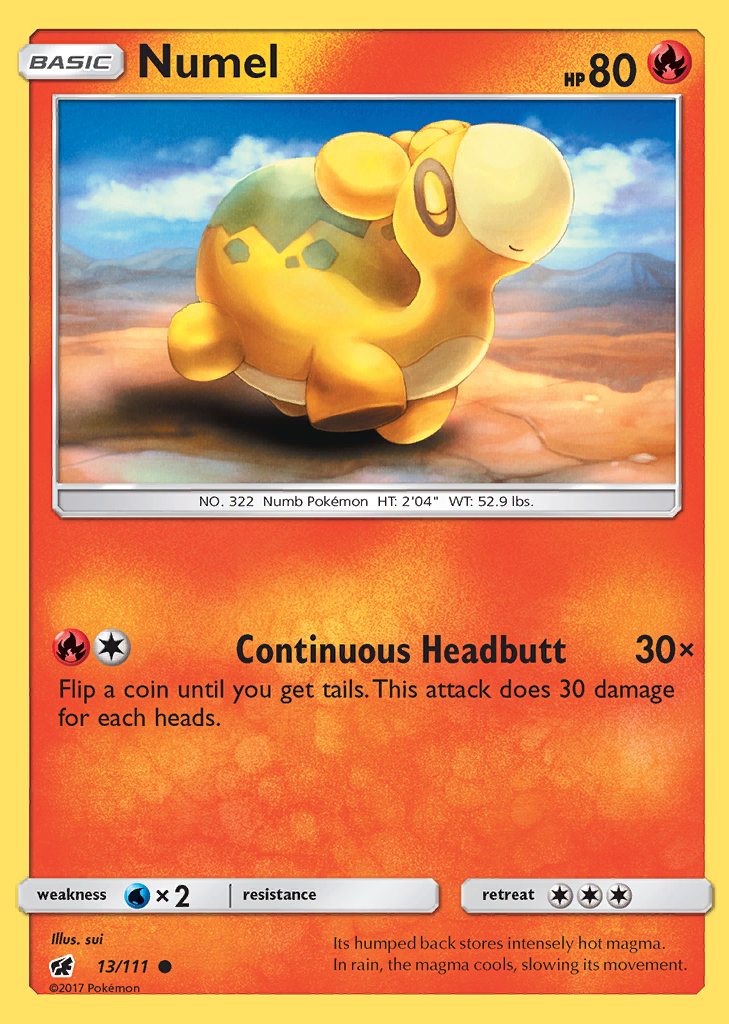 BASIC Numel HP 80
NO. 322 Numb Pokémon HT: 2'04" WT: 52.9 lbs.
Continuous Headbutt 30×
Flip a coin until you get tails. This attack does 30 damage
for each heads.
weakness × 2 resistance retreat
Illus. sui
13/111
©2017 Pokémon
Its humped back stores intensely hot magma.
In rain, the magma cools, slowing its movement.